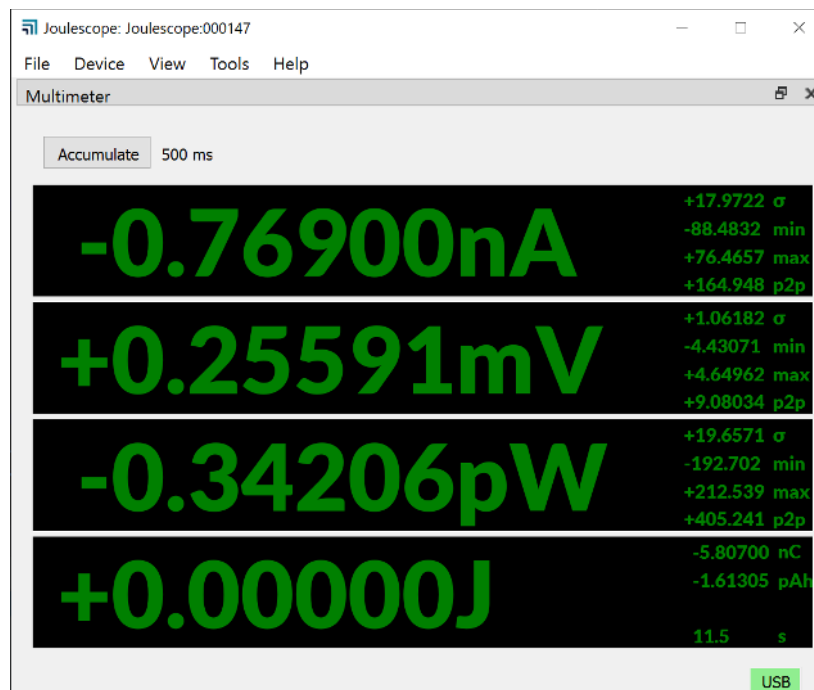 Joulescope: Joulescope:000147
File Device View Tools Help
Multimeter
Accumulate 500 ms
-0.76900nA
+17.9722 σ
-88.4832 min
+76.4657 max
+164.948 p2p
+0.25591mV
+1.06182 σ
-4.43071 min
+4.64962 max
+9.08034 p2p
-0.34206pW
+19.6571 σ
-192.702 min
+212.539 max
+405.241 p2p
+0.00000J
-5.80700 nC
-1.61305 pAh
11.5 s
USB